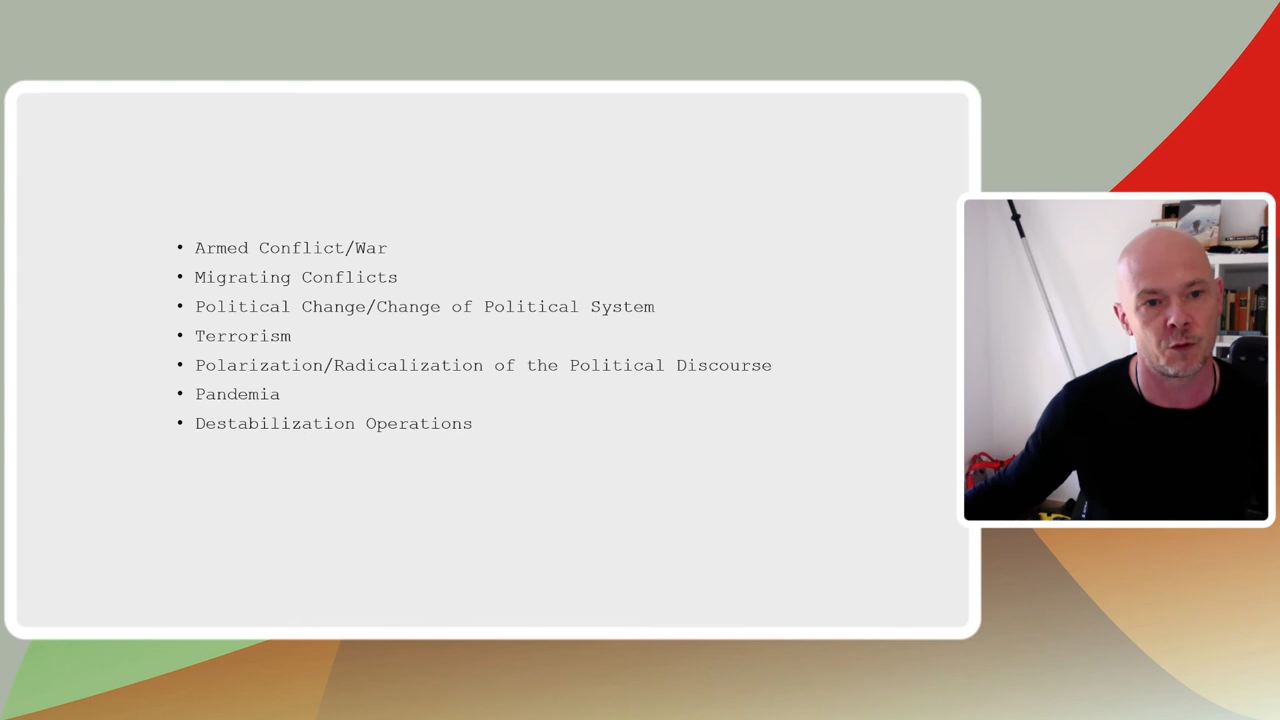 • Armed Conflict/War
• Migrating Conflicts
• Political Change/Change of Political System
• Terrorism
• Polarization/Radicalization of the Political Discourse
• Pandemia
• Destabilization Operations